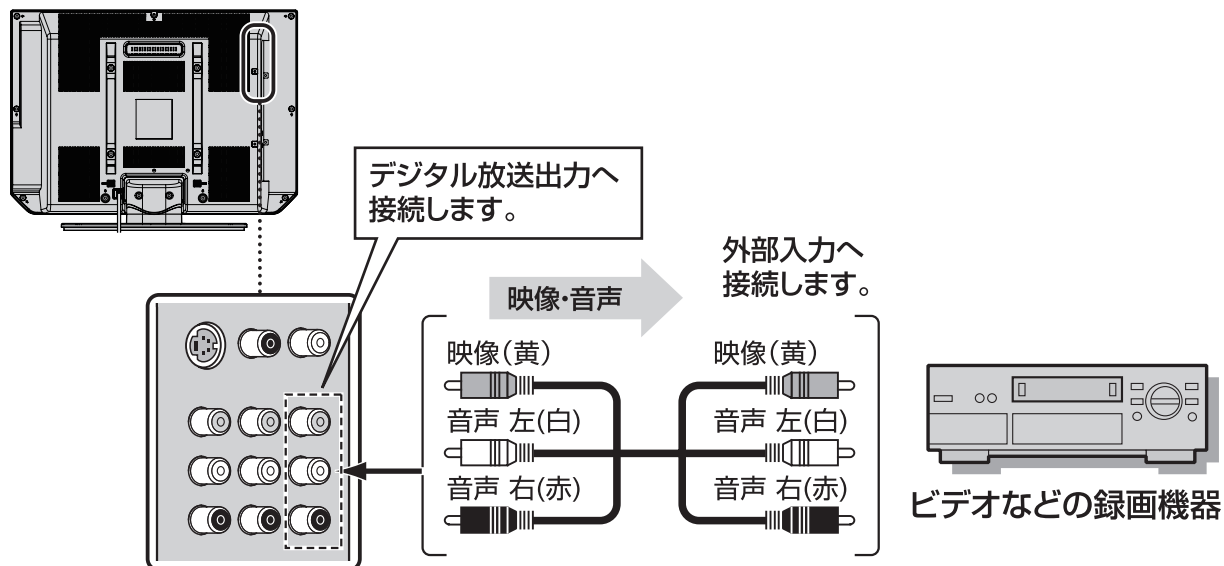 デジタル放送出力へ
接続します。
外部入力へ
接続します。
映像・音声
映像(黄)
映像(黄)
音声 左(白)
音声 左(白)
音声 右(赤)
音声 右(赤)
ビデオなどの録画機器